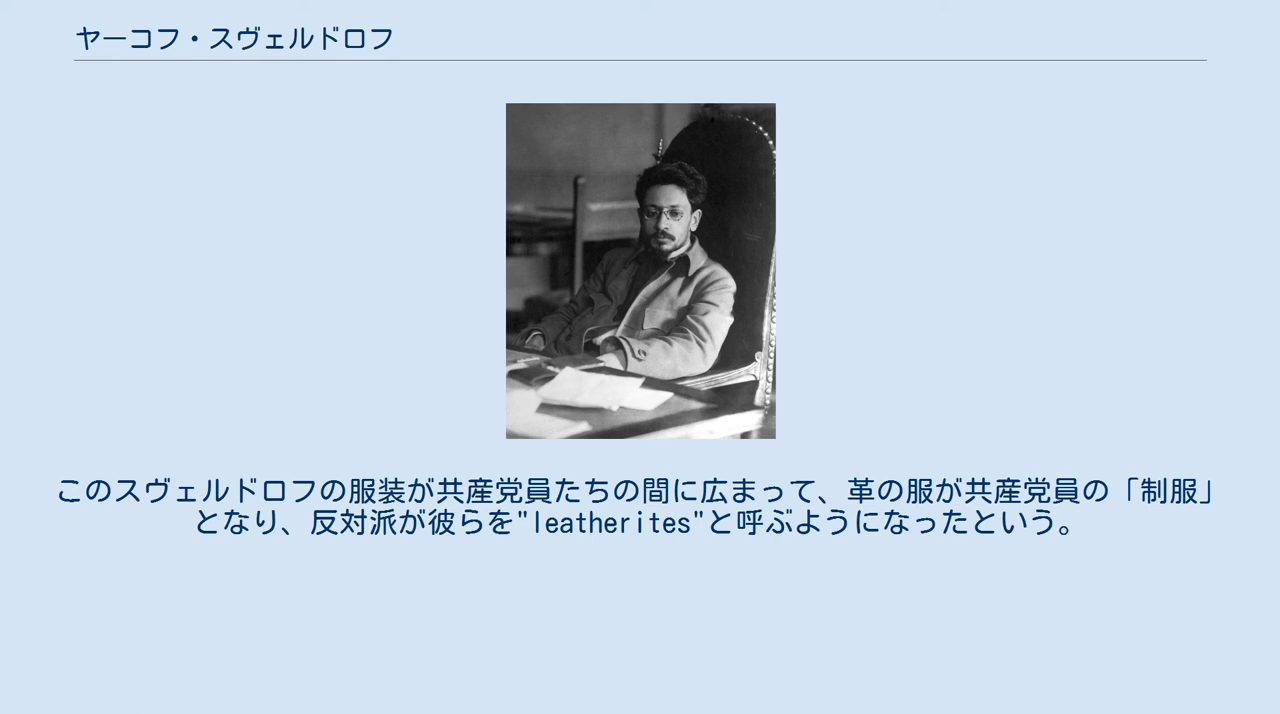 ヤーコフ・スヴェルドロフ
このスヴェルドロフの服装が共産党員たちの間に広まって、革の服が共産党員の「制服」
となり、反対派が彼らを"leatherites"と呼ぶようになったという。